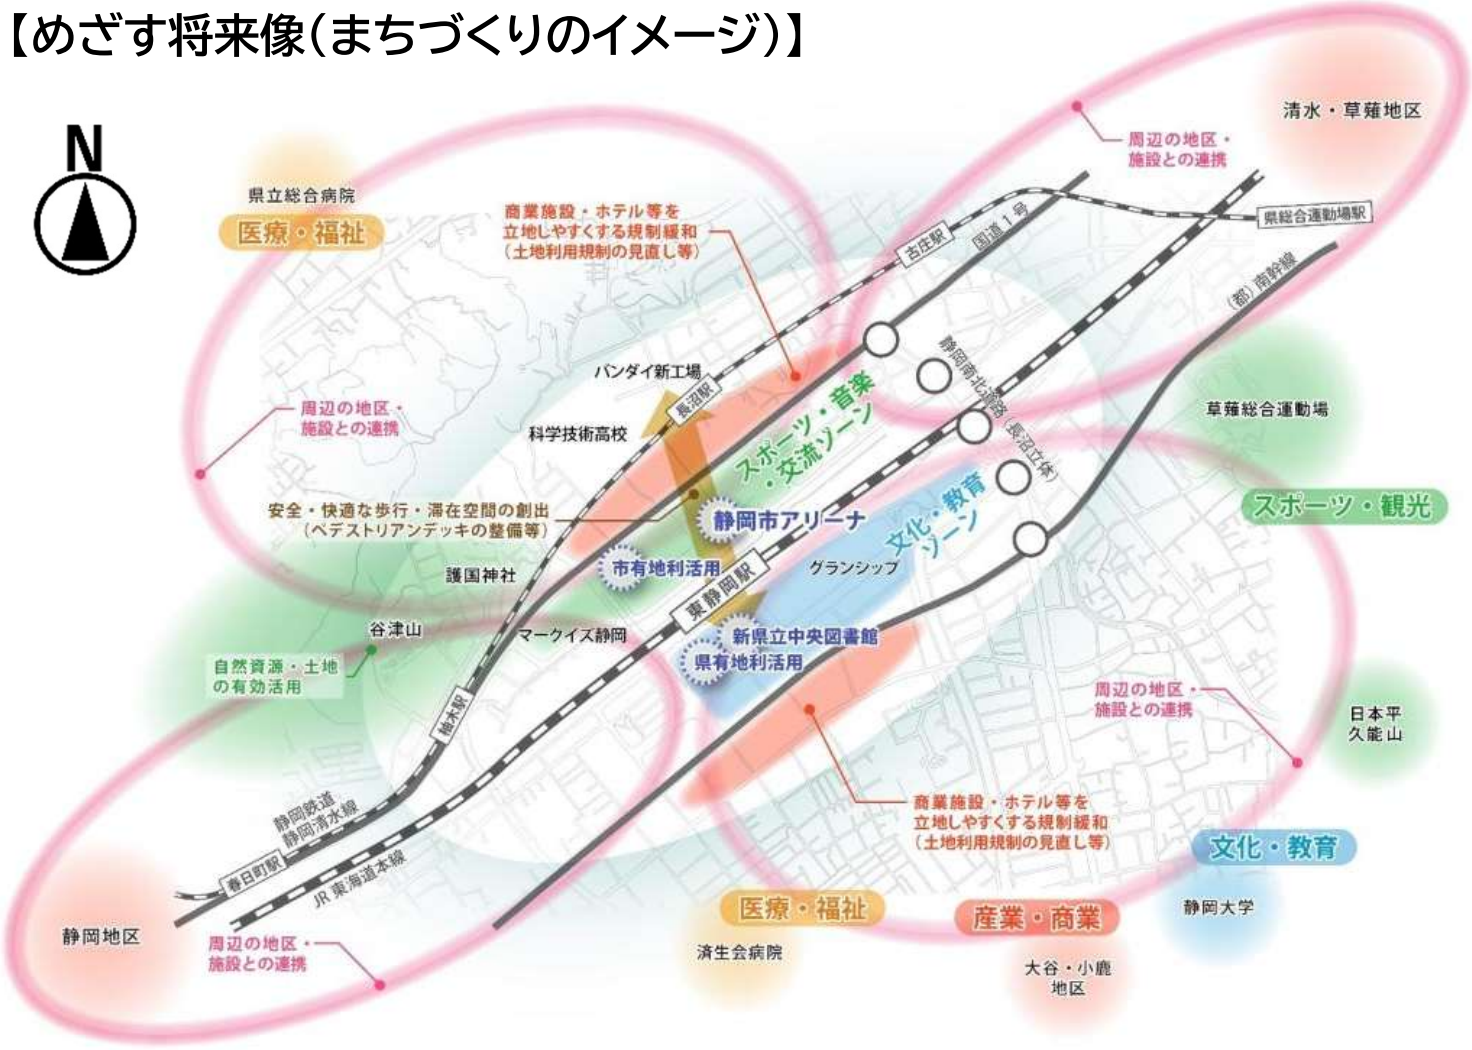 【めざす将来像(まちづくりのイメージ)】
N
清水・草薙地区
周辺の地区・
施設との連携
県立総合病院
医療・福祉
商業施設・ホテル等を
立地しやすくする規制緩和
(土地利用規制の見直し等)
古庄駅
国道1号
県総合運動場駅
(都)南幹線
バンダイ新工場
長沼駅
静岡南北道路(長沼立体)
スポーツ・音楽
・交流ゾーン
周辺の地区・
施設との連携
科学技術高校
草薙総合運動場
スポーツ・観光
安全・快適な歩行・滞在空間の創出
(ペデストリアンデッキの整備等)
静岡市アリーナ
文化・教育
ゾーン
護国神社
市有地利活用
東静岡駅
グランシップ
谷津山
マークイズ静岡
新県立中央図書館
県有地利活用
自然資源・土地
の有効活用
柚木駅
周辺の地区・
施設との連携
日本平
久能山
静岡鉄道
静岡清水線
商業施設・ホテル等を
立地しやすくする規制緩和
(土地利用規制の見直し等)
文化・教育
春日町駅
JR東海道本線
医療・福祉
産業・商業
静岡大学
静岡地区
周辺の地区・
施設との連携
済生会病院
大谷・小鹿
地区